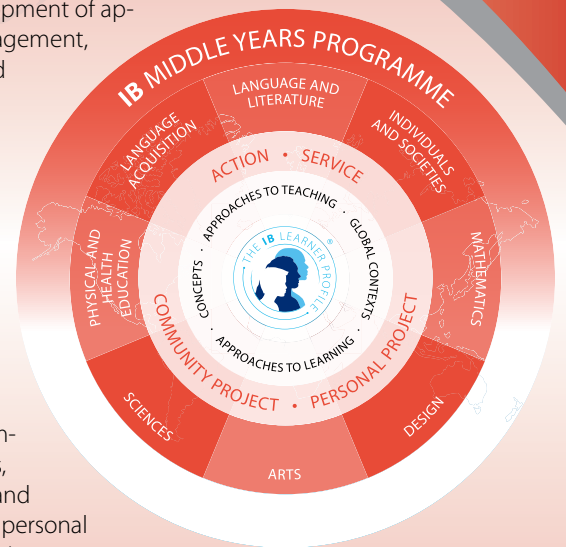 opment of ap-
agement,
d
IB MIDDLE YEARS PROGRAMME
LANGUAGE AND
LITERATURE
INDIVIDUALS
AND SOCIETIES
MATHEMATICS
DESIGN
ARTS
SCIENCES
PHYSICAL AND
HEALTH
EDUCATION
LANGUAGE
ACQUISITION
ACTION • SERVICE
COMMUNITY PROJECT • PERSONAL PROJECT
APPROACHES TO TEACHING · GLOBAL CONTEXTS ·
APPROACHES TO LEARNING · CONCEPTS ·
• THE IB LEARNER PROFILE •
®
n-
s,
and
personal